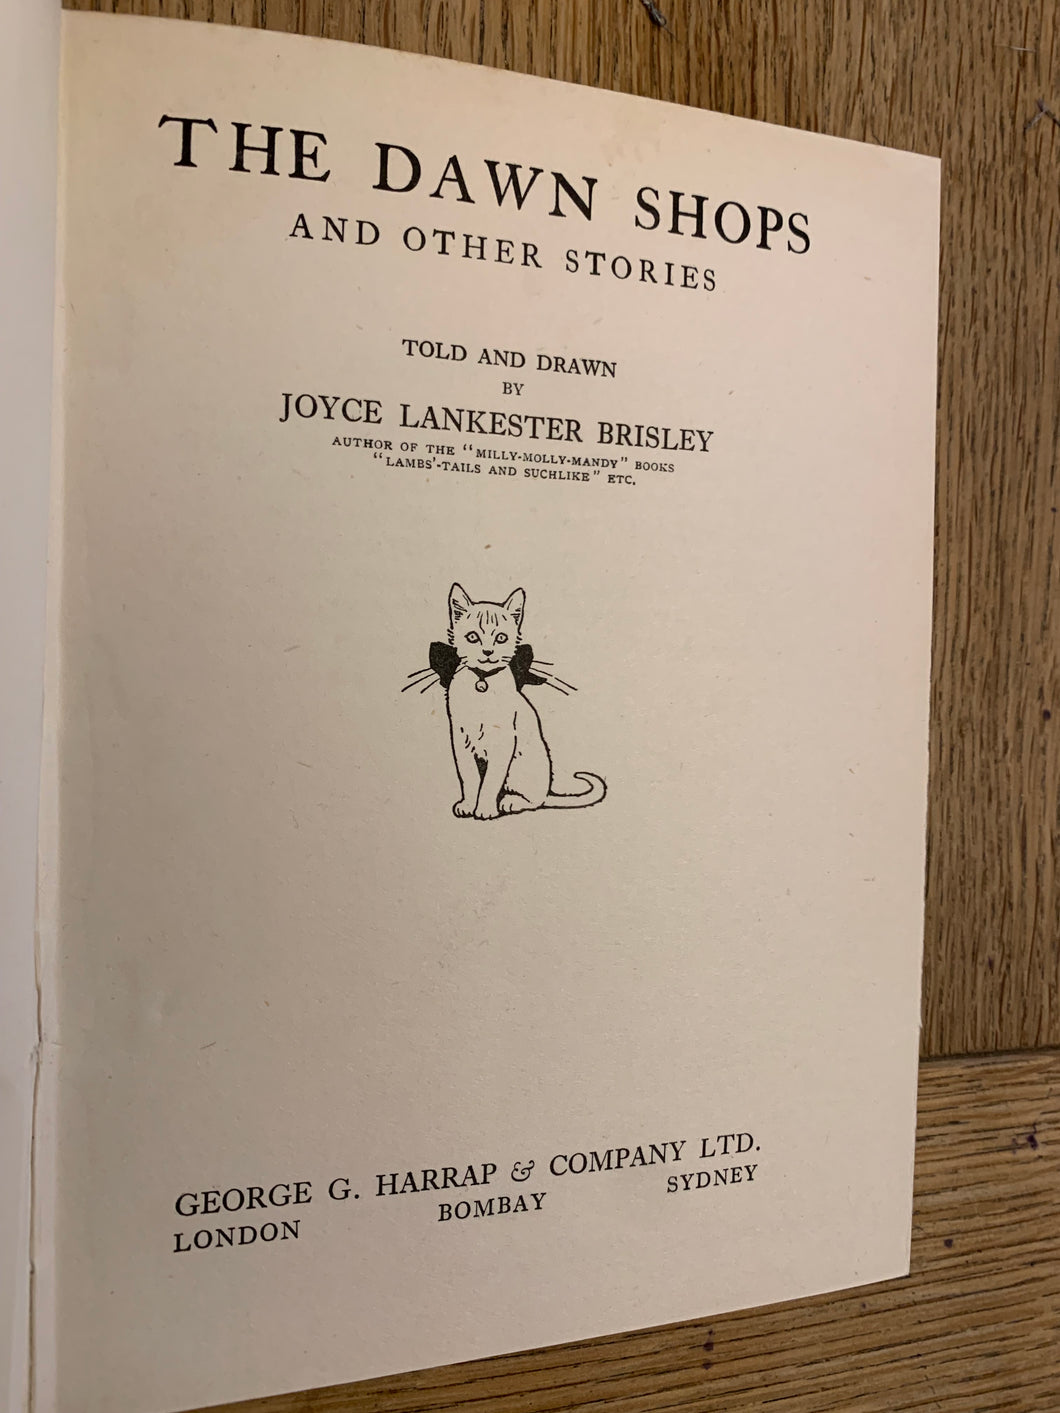 THE DAWN SHOPS
AND OTHER STORIES
TOLD AND DRAWN
BY
JOYCE LANKESTER BRISLEY
AUTHOR OF THE “MILLY-MOLLY-MANDY” BOOKS
“LAMBS'-TAILS AND SUCHLIKE” ETC.
GEORGE G. HARRAP & COMPANY LTD.
LONDON BOMBAY SYDNEY